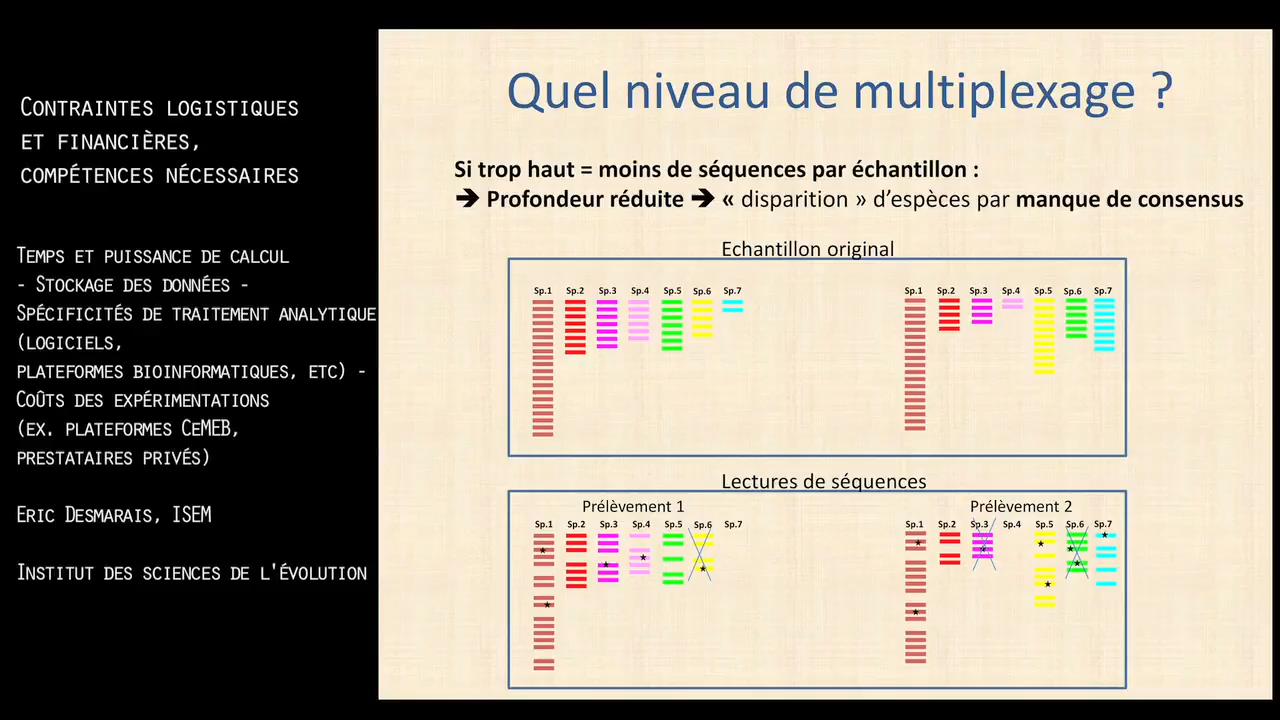 Contraintes logistiques
et financières,
compétences nécessaires
Temps et puissance de calcul
- Stockage des données -
Spécificités de traitement analytique
(logiciels,
plateformes bioinformatiques, etc) -
Coûts des expérimentations
(ex. plateformes CeMEB,
prestataires privés)
Eric Desmarais, ISEM
Institut des sciences de l'évolution
Quel niveau de multiplexage ?
Si trop haut = moins de séquences par échantillon :
➔ Profondeur réduite ➔ « disparition » d'espèces par manque de consensus
Echantillon original
Sp.1 Sp.2 Sp.3 Sp.4 Sp.5 Sp.6 Sp.7 Sp.1 Sp.2 Sp.3 Sp.4 Sp.5 Sp.6 Sp.7
Lectures de séquences
Prélèvement 1 Prélèvement 2
Sp.1 Sp.2 Sp.3 Sp.4 Sp.5 Sp.6 Sp.7 Sp.1 Sp.2 Sp.3 Sp.4 Sp.5 Sp.6 Sp.7